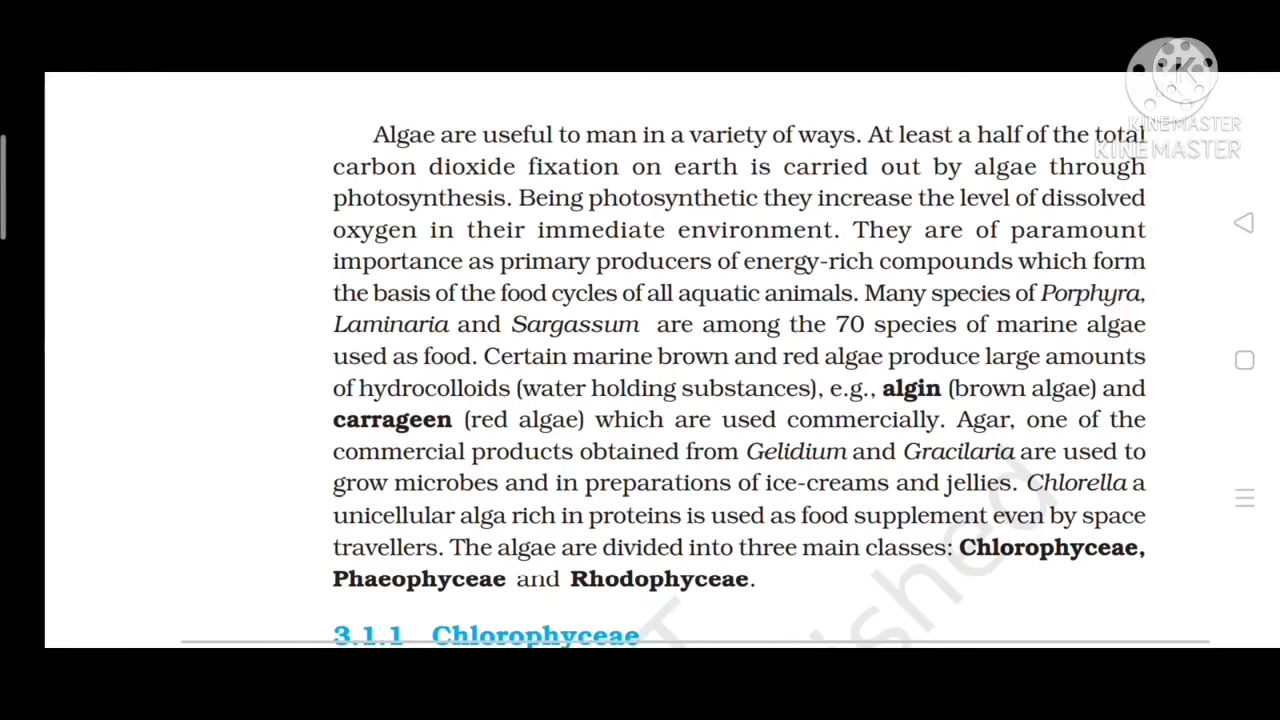 KINEMASTER
KINEMASTER
Algae are useful to man in a variety of ways. At least a half of the total
carbon dioxide fixation on earth is carried out by algae through
photosynthesis. Being photosynthetic they increase the level of dissolved
oxygen in their immediate environment. They are of paramount
importance as primary producers of energy-rich compounds which form
the basis of the food cycles of all aquatic animals. Many species of Porphyra,
Laminaria and Sargassum are among the 70 species of marine algae
used as food. Certain marine brown and red algae produce large amounts
of hydrocolloids (water holding substances), e.g., algin (brown algae) and
carrageen (red algae) which are used commercially. Agar, one of the
commercial products obtained from Gelidium and Gracilaria are used to
grow microbes and in preparations of ice-creams and jellies. Chlorella a
unicellular alga rich in proteins is used as food supplement even by space
travellers. The algae are divided into three main classes: Chlorophyceae,
Phaeophyceae and Rhodophyceae.
3.1.1 Chlorophyceae